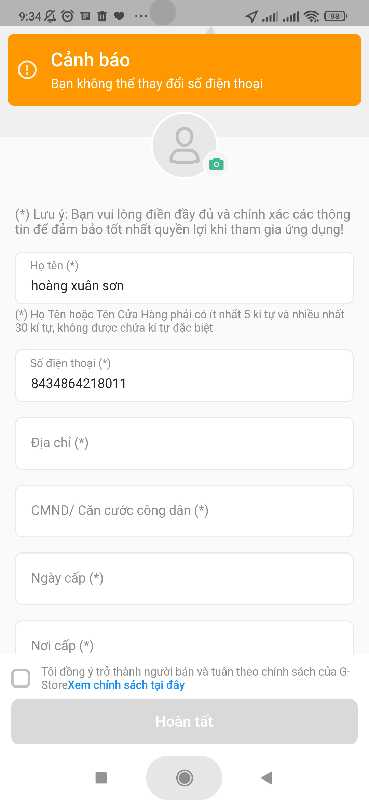 9:34
98
Cảnh báo
Bạn không thể thay đổi số điện thoại
(*) Lưu ý: Bạn vui lòng điền đầy đủ và chính xác các thông
tin để đảm bảo tốt nhất quyền lợi khi tham gia ứng dụng!
Họ tên (*)
hoàng xuân sơn
(*) Họ Tên hoặc Tên Cửa Hàng phải có ít nhất 5 kí tự và nhiều nhất
30 kí tự, không được chứa kí tự đặc biệt
Số điện thoại (*)
8434864218011
Địa chỉ (*)
CMND/ Căn cước công dân (*)
Ngày cấp (*)
Nơi cấp (*)
Tôi đồng ý trở thành người bán và tuân theo chính sách của G-
StoreXem chính sách tại đây
Hoàn tất